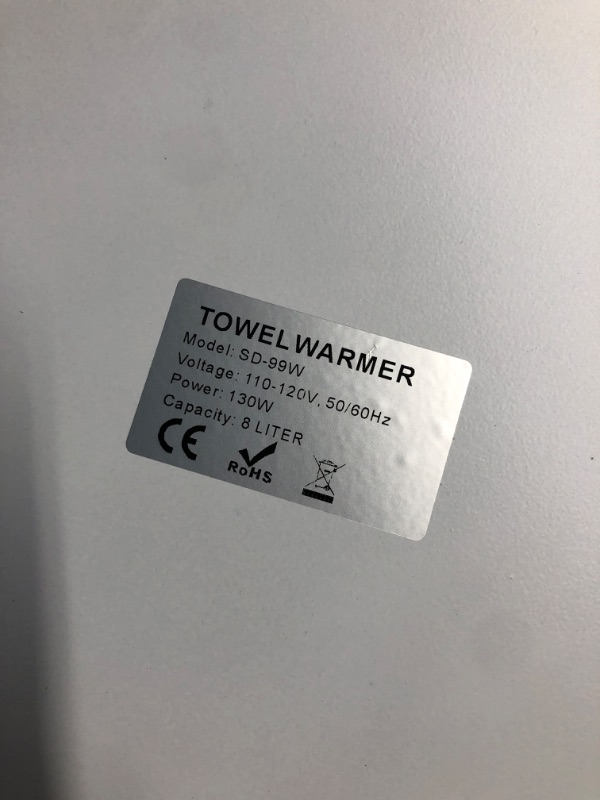 TOWEL WARMER
Model: SD-99W
Voltage: 110-120V, 50/60Hz
Power: 130W
Capacity: 8 LITER
CE
RoHS